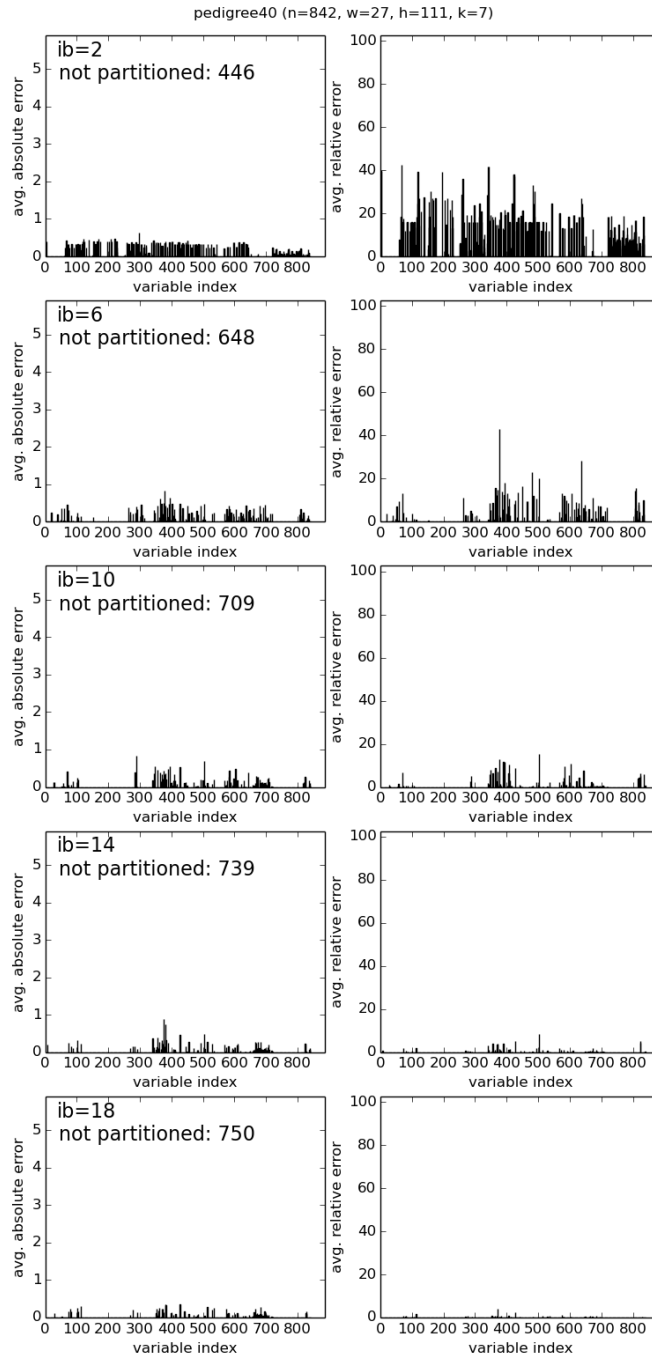 pedigree40 (n=842, w=27, h=111, k=7)
ib=2
not partitioned: 446
avg. absolute error
5
4
3
2
1
0
0 100 200 300 400 500 600 700 800
variable index
avg. relative error
100
80
60
40
20
0
0 100 200 300 400 500 600 700 800
variable index
ib=6
not partitioned: 648
avg. absolute error
5
4
3
2
1
0
0 100 200 300 400 500 600 700 800
variable index
avg. relative error
100
80
60
40
20
0
0 100 200 300 400 500 600 700 800
variable index
ib=10
not partitioned: 709
avg. absolute error
5
4
3
2
1
0
0 100 200 300 400 500 600 700 800
variable index
avg. relative error
100
80
60
40
20
0
0 100 200 300 400 500 600 700 800
variable index
ib=14
not partitioned: 739
avg. absolute error
5
4
3
2
1
0
0 100 200 300 400 500 600 700 800
variable index
avg. relative error
100
80
60
40
20
0
0 100 200 300 400 500 600 700 800
variable index
ib=18
not partitioned: 750
avg. absolute error
5
4
3
2
1
0
0 100 200 300 400 500 600 700 800
variable index
avg. relative error
100
80
60
40
20
0
0 100 200 300 400 500 600 700 800
variable index